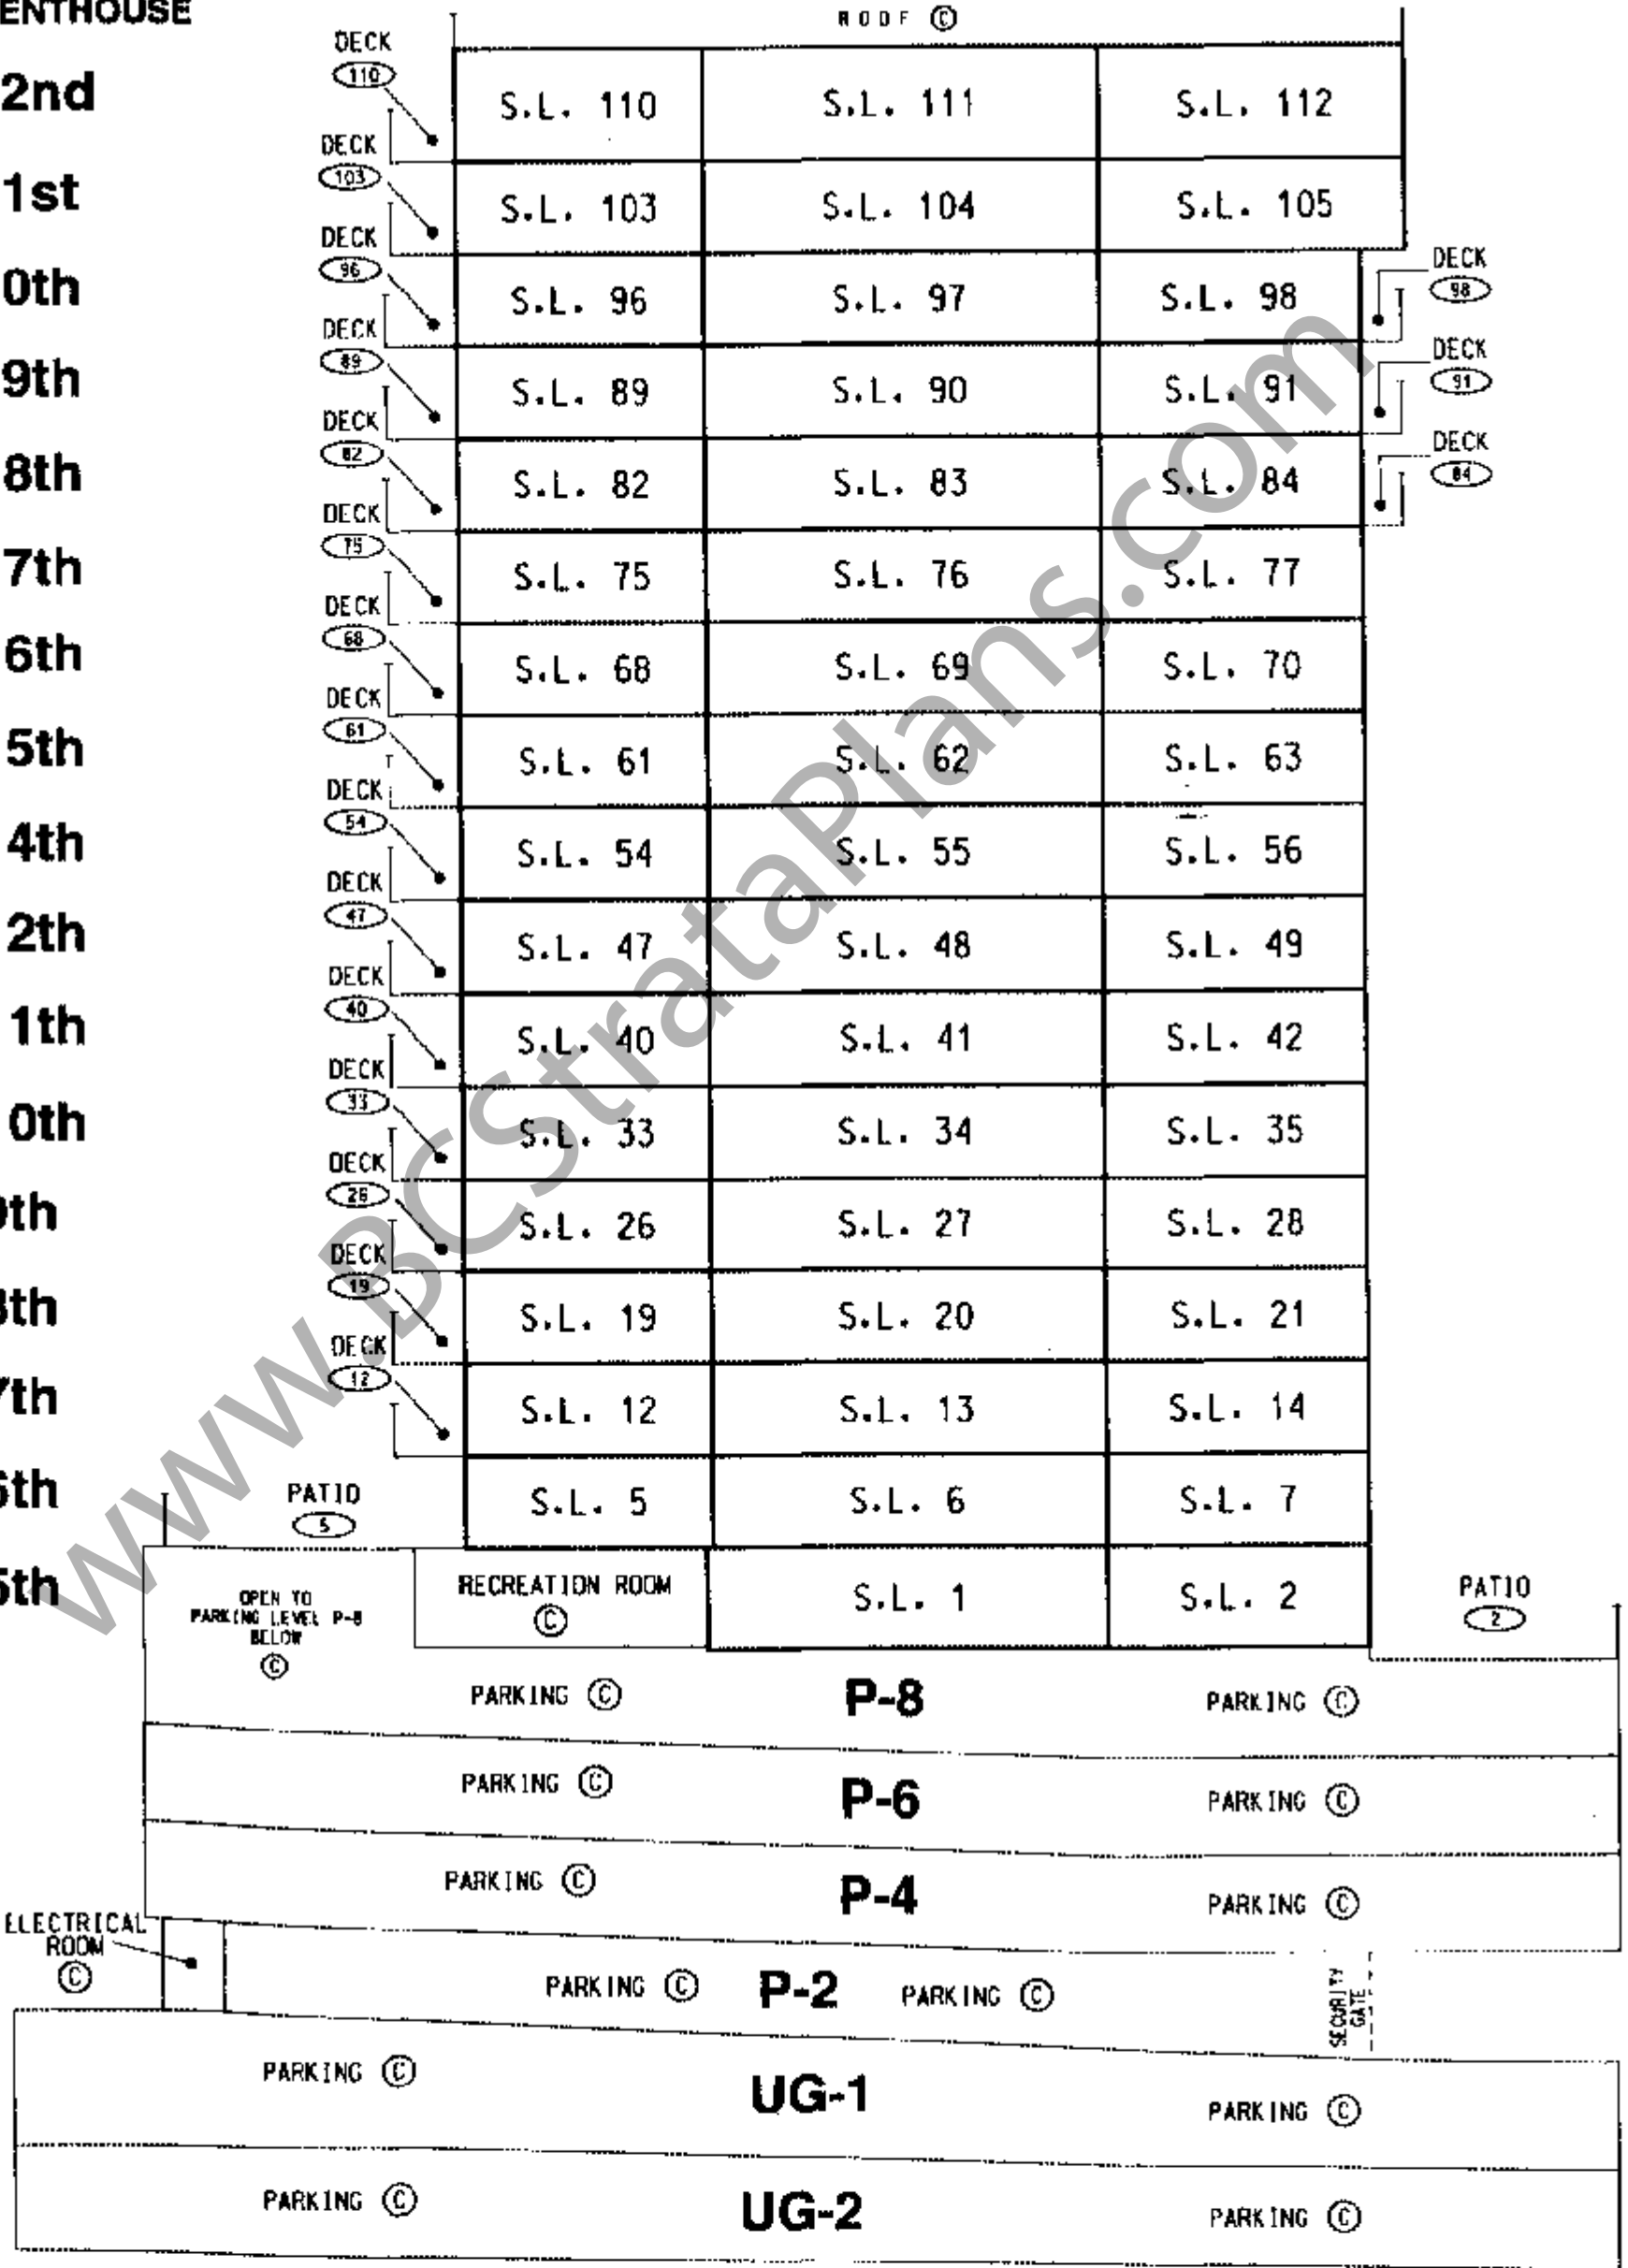 ENTHOUSE
ROOF ©
DECK
110
2nd
S.L. 110 S.L. 111 S.L. 112
DECK
103
1st
S.L. 103 S.L. 104 S.L. 105
DECK
96
0th
S.L. 96 S.L. 97 S.L. 98
DECK
98
DECK
89
9th
S.L. 89 S.L. 90 S.L. 91
DECK
91
DECK
82
8th
S.L. 82 S.L. 83 S.L. 84
DECK
84
DECK
75
7th
S.L. 75 S.L. 76 S.L. 77
DECK
68
6th
S.L. 68 S.L. 69 S.L. 70
DECK
61
5th
S.L. 61 S.L. 62 S.L. 63
DECK
54
4th
S.L. 54 S.L. 55 S.L. 56
DECK
47
2th
S.L. 47 S.L. 48 S.L. 49
DECK
40
1th
S.L. 40 S.L. 41 S.L. 42
DECK
33
0th
S.L. 33 S.L. 34 S.L. 35
DECK
26
9th
S.L. 26 S.L. 27 S.L. 28
DECK
19
8th
S.L. 19 S.L. 20 S.L. 21
DECK
12
7th
S.L. 12 S.L. 13 S.L. 14
6th
PATIO
5
S.L. 5 S.L. 6 S.L. 7
5th
OPEN TO
PARKING LEVEL P-8
BELOW
©
RECREATION ROOM
©
S.L. 1 S.L. 2
PATIO
2
PARKING © P-8 PARKING ©
PARKING © P-6 PARKING ©
PARKING © P-4 PARKING ©
ELECTRICAL
ROOM
©
PARKING © P-2 PARKING ©
SECURITY
GATE
PARKING © UG-1 PARKING ©
PARKING © UG-2 PARKING ©
www.BCStrataPlans.com